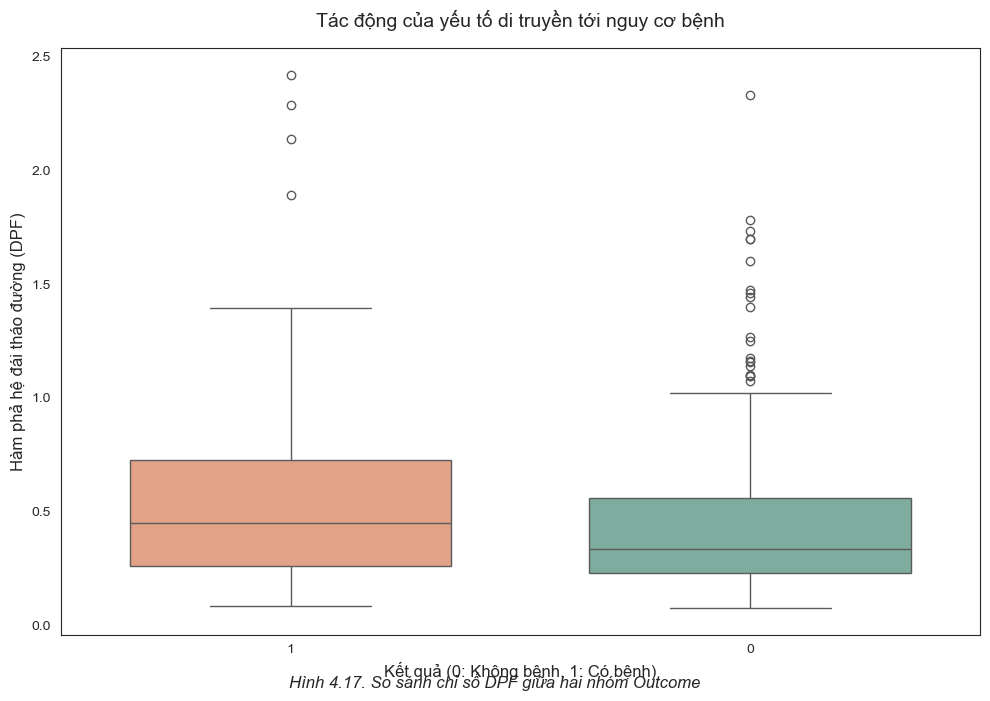 Tác động của yếu tố di truyền tới nguy cơ bệnh
Hàm phả hệ đái tháo đường (DPF)
2.5
2.0
1.5
1.0
0.5
0.0
1 0
Kết quả (0: Không bệnh, 1: Có bệnh)
Hình 4.17. So sánh chỉ số DPF giữa hai nhóm Outcome